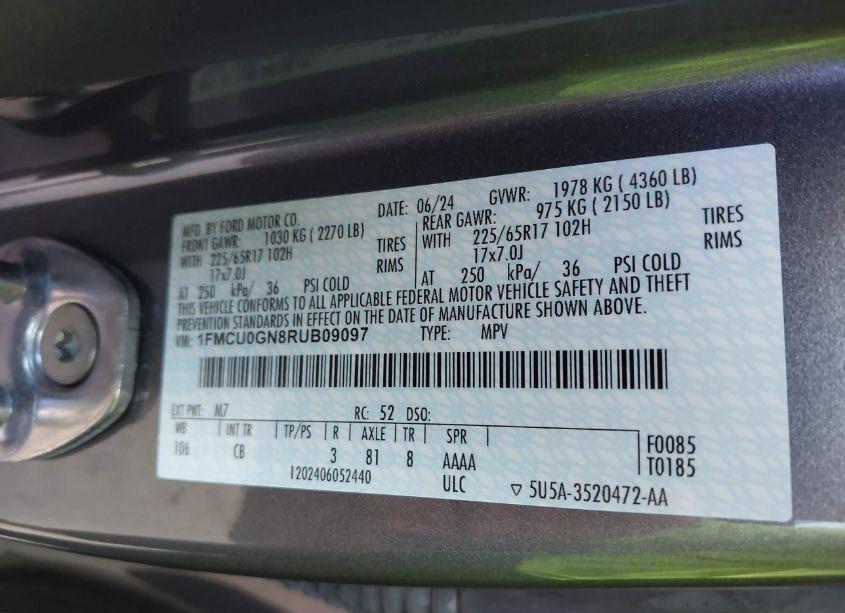 MFD. BY FORD MOTOR CO. DATE: 06/24 GVWR: 1978 KG ( 4360 LB)
FRONT GAWR: 1030 KG ( 2270 LB) REAR GAWR: 975 KG ( 2150 LB)
WITH 225/65R17 102H TIRES WITH 225/65R17 102H TIRES
17x7.0J RIMS 17x7.0J RIMS
AT 250 kPa/ 36 PSI COLD AT 250 kPa/ 36 PSI COLD
THIS VEHICLE CONFORMS TO ALL APPLICABLE FEDERAL MOTOR VEHICLE SAFETY AND THEFT
PREVENTION STANDARDS IN EFFECT ON THE DATE OF MANUFACTURE SHOWN ABOVE.
VIN: 1FMCU0GN8RUB09097 TYPE: MPV
EXT PNT: M7 RC: 52 DSO:
WB INT TR TP/PS R AXLE TR SPR F0085
106 CB 3 81 8 AAAA T0185
1202406052440 ULC ▽ 5U5A-3520472-AA